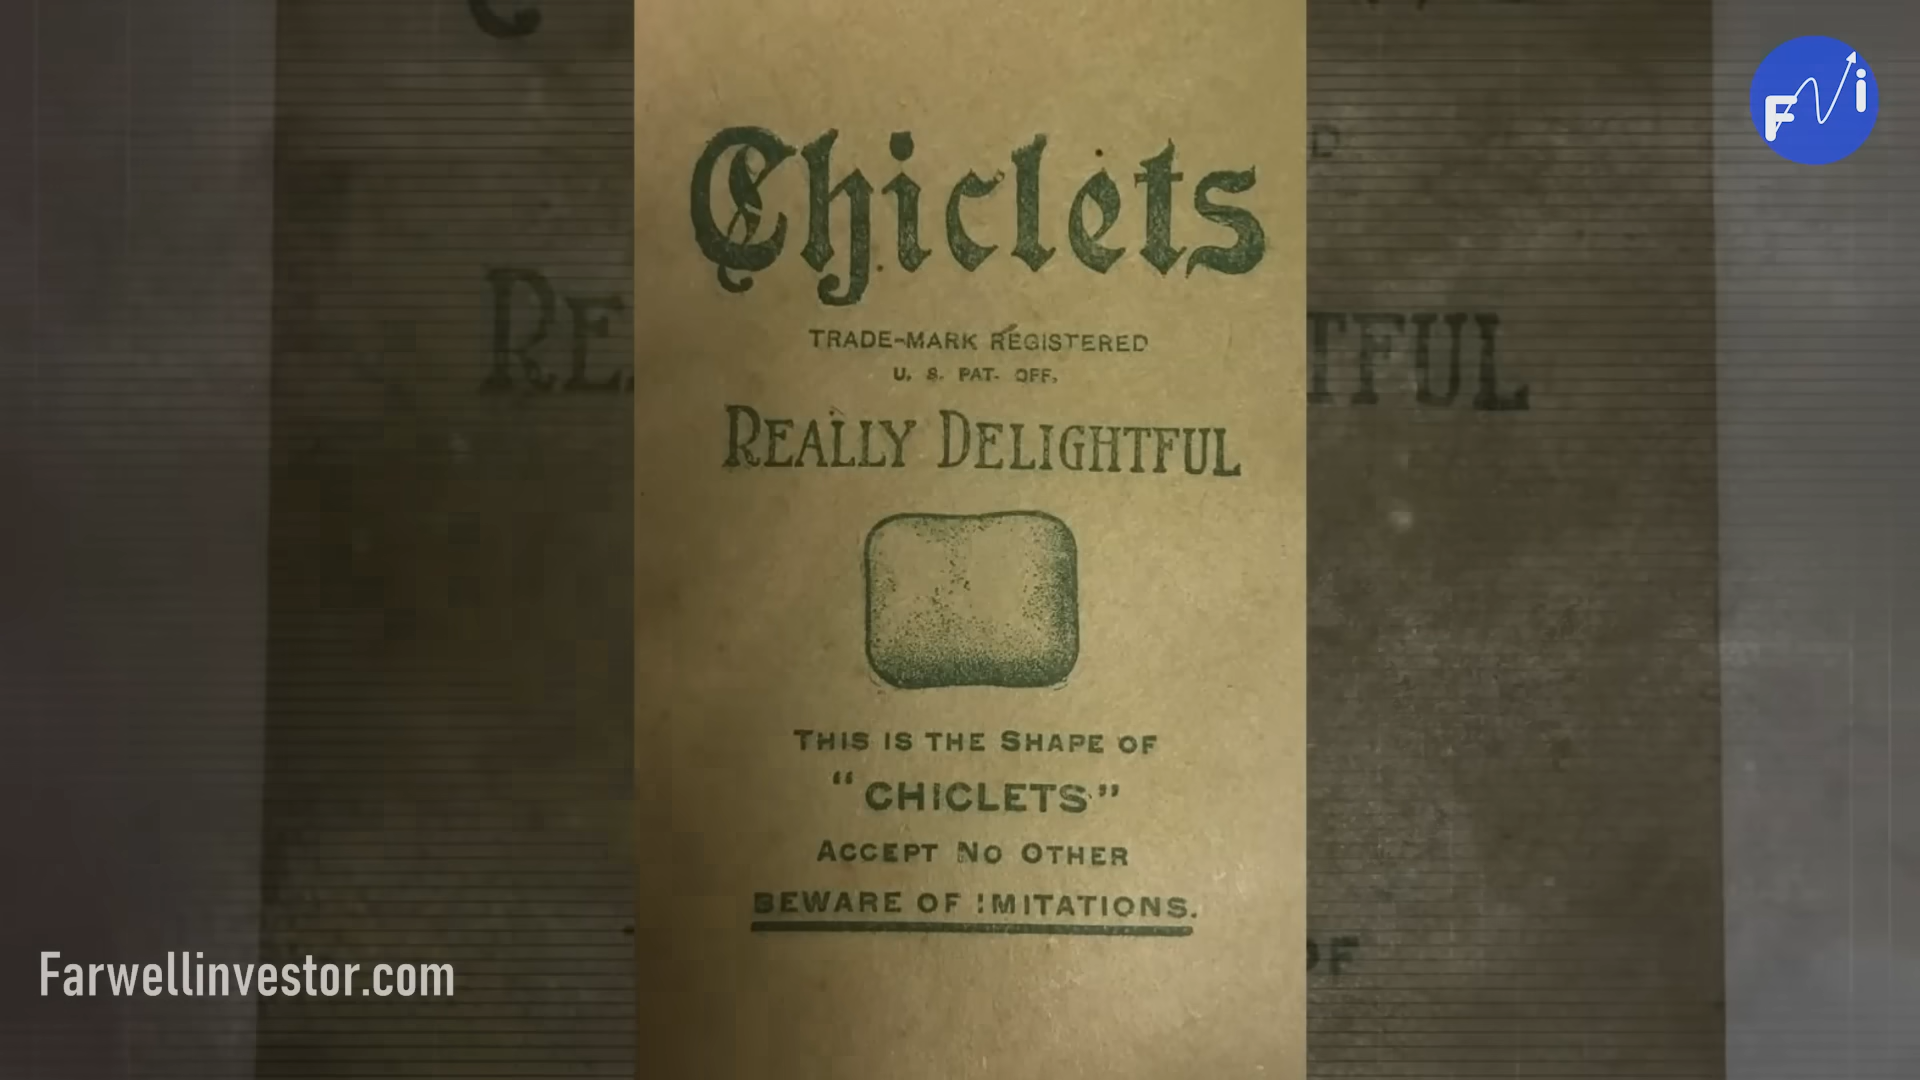 Chiclets
TRADE-MARK REGISTERED
U. S. PAT. OFF.
REALLY DELIGHTFUL
THIS IS THE SHAPE OF
"CHICLETS"
ACCEPT NO OTHER
BEWARE OF IMITATIONS.
Farwellinvestor.com
F i